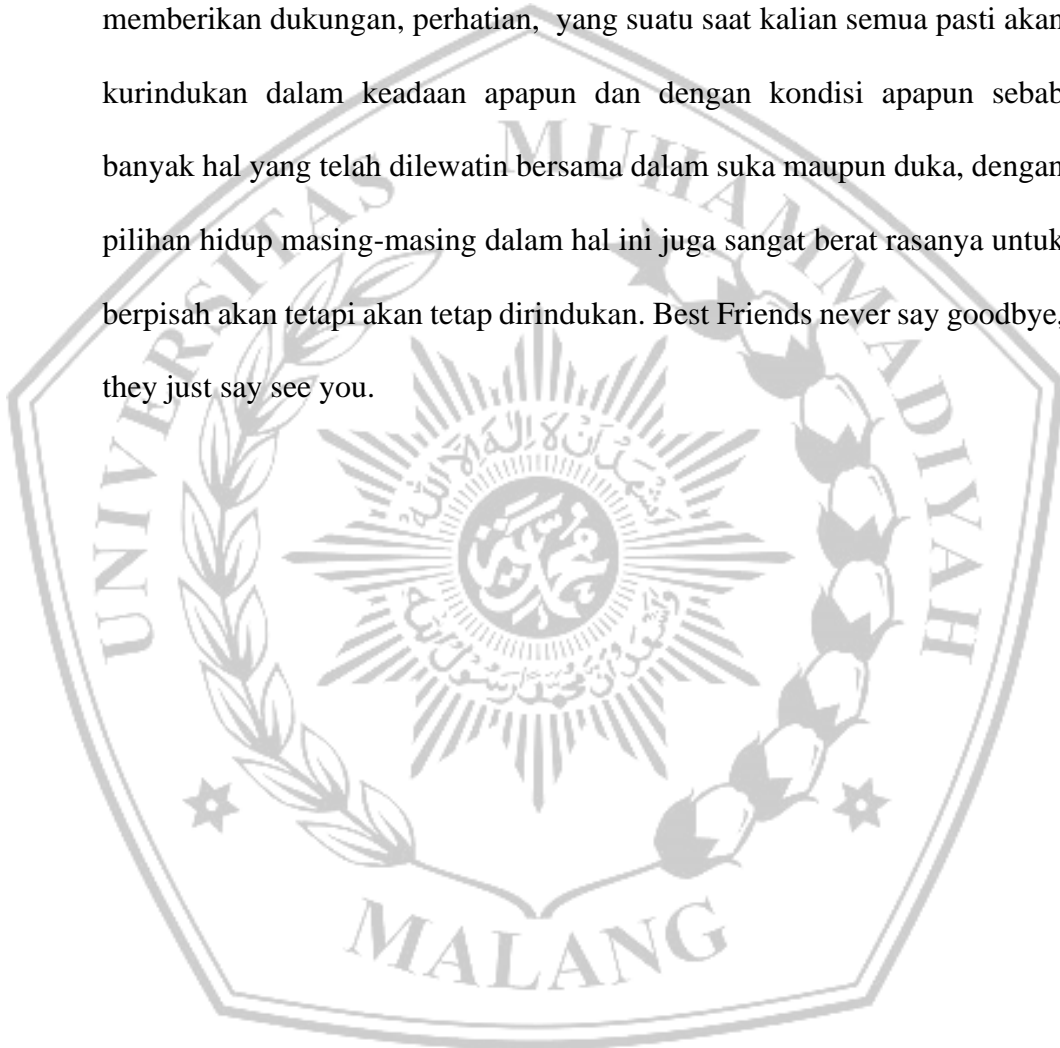 memberikan dukungan, perhatian, yang suatu saat kalian semua pasti akan
kurindukan dalam keadaan apapun dan dengan kondisi apapun sebab
banyak hal yang telah dilewatin bersama dalam suka maupun duka, dengan
pilihan hidup masing-masing dalam hal ini juga sangat berat rasanya untuk
berpisah akan tetapi akan tetap dirindukan. Best Friends never say goodbye,
they just say see you.
UNIVERSITAS MUHAMMADIYAH
MALANG